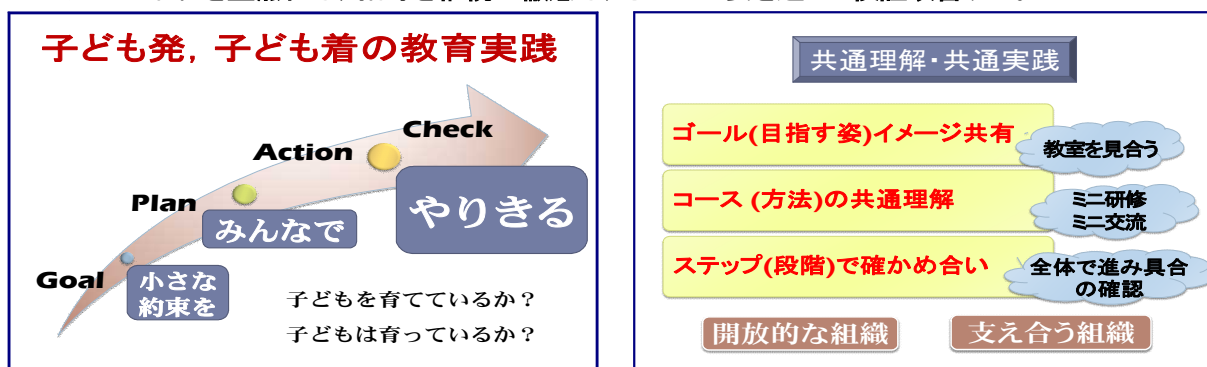 子ども発，子ども着の教育実践
Check
Action
Plan
Goal
やりきる
みんなで
小さな
約束を
子どもを育てているか？
子どもは育っているか？
共通理解・共通実践
ゴール(目指す姿)イメージ共有
教室を見合う
コース (方法)の共通理解
ミニ研修
ミニ交流
ステップ(段階)で確かめ合い
全体で進み具合
の確認
開放的な組織
支え合う組織